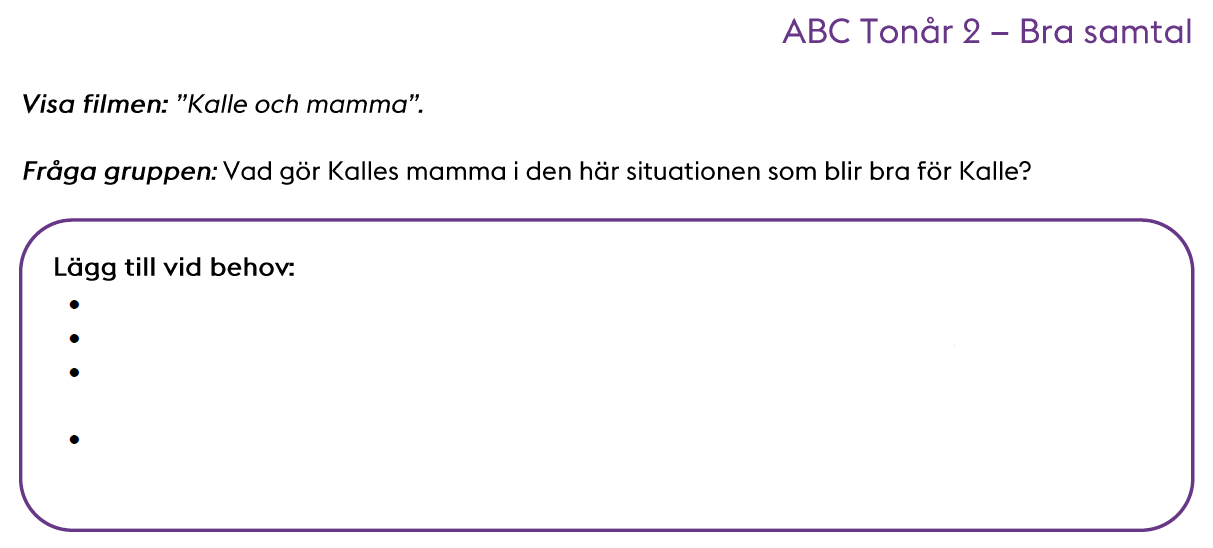 ABC Tonår 2 – Bra samtal
Visa filmen: ”Kalle och mamma”.
Fråga gruppen: Vad gör Kalles mamma i den här situationen som blir bra för Kalle?
Lägg till vid behov:
•
•
•
•